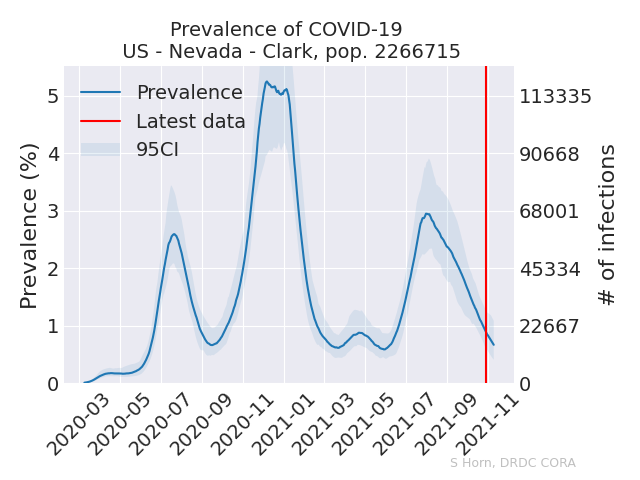 Prevalence of COVID-19
US - Nevada - Clark, pop. 2266715
Prevalence
Latest data
95CI
Prevalence (%)
5
4
3
2
1
0
113335
90668
68001
45334
22667
0
# of infections
2020-03
2020-05
2020-07
2020-09
2020-11
2021-01
2021-03
2021-05
2021-07
2021-09
2021-11
S Horn, DRDC CORA